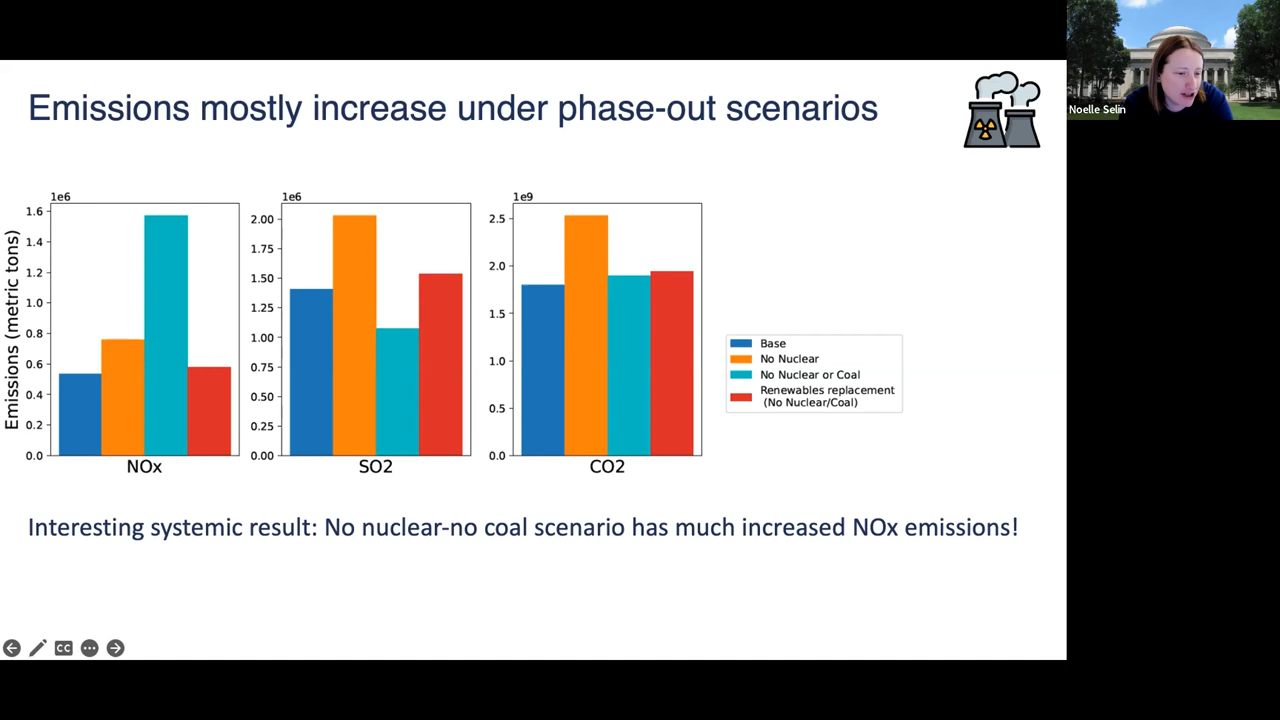 Emissions mostly increase under phase-out scenarios
Noelle Selin
Emissions (metric tons)
1e6
1.6
1.4
1.2
1.0
0.8
0.6
0.4
0.2
0.0
NOx
1e6
2.00
1.75
1.50
1.25
1.00
0.75
0.50
0.25
0.00
SO2
1e9
2.5
2.0
1.5
1.0
0.5
0.0
CO2
Base
No Nuclear
No Nuclear or Coal
Renewables replacement
(No Nuclear/Coal)
Interesting systemic result: No nuclear-no coal scenario has much increased NOx emissions!
CC